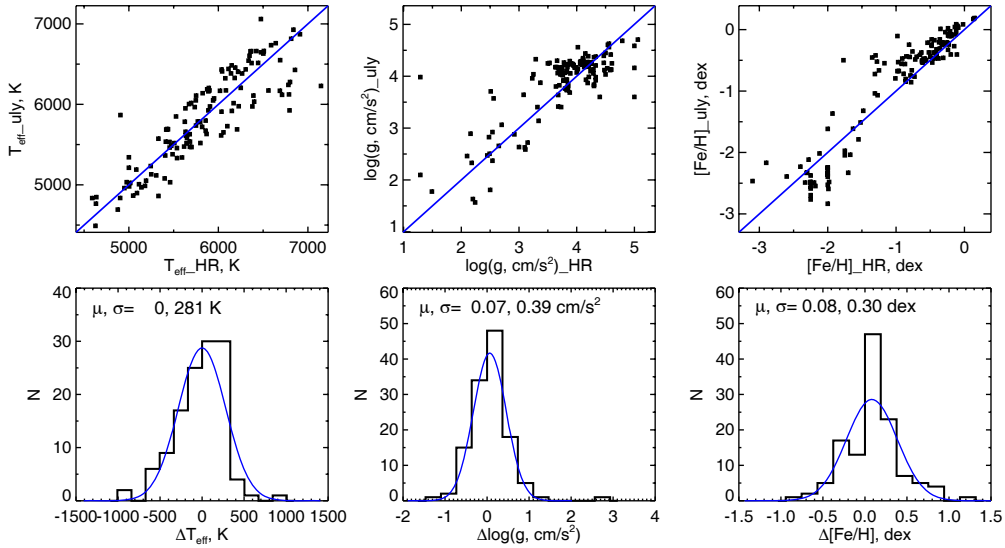 7000
6000
5000
T_eff_uly, K
5000 6000 7000
T_eff_HR, K
5
4
3
2
1
log(g, cm/s²)_uly
1 2 3 4 5
log(g, cm/s²)_HR
0
-1
-2
-3
[Fe/H]_uly, dex
-3 -2 -1 0
[Fe/H]_HR, dex
40
30
20
10
0
N
μ, σ= 0, 281 K
-1500 -1000 -500 0 500 1000 1500
ΔT_eff, K
60
50
40
30
20
10
0
N
μ, σ= 0.07, 0.39 cm/s²
-2 -1 0 1 2 3 4
Δlog(g, cm/s²)
60
50
40
30
20
10
0
N
μ, σ= 0.08, 0.30 dex
-1.5 -1.0 -0.5 0.0 0.5 1.0 1.5
Δ[Fe/H], dex